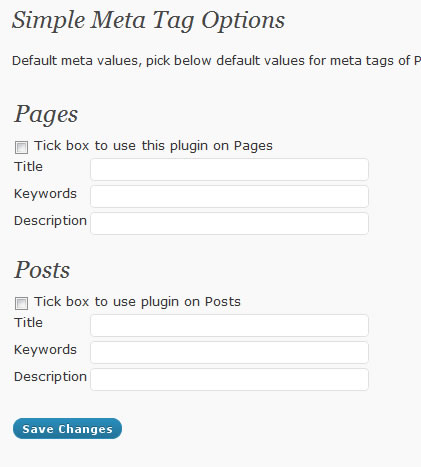 Simple Meta Tag Options
Default meta values, pick below default values for meta tags of P
Pages
Tick box to use this plugin on Pages
Title
Keywords
Description
Posts
Tick box to use plugin on Posts
Title
Keywords
Description
Save Changes